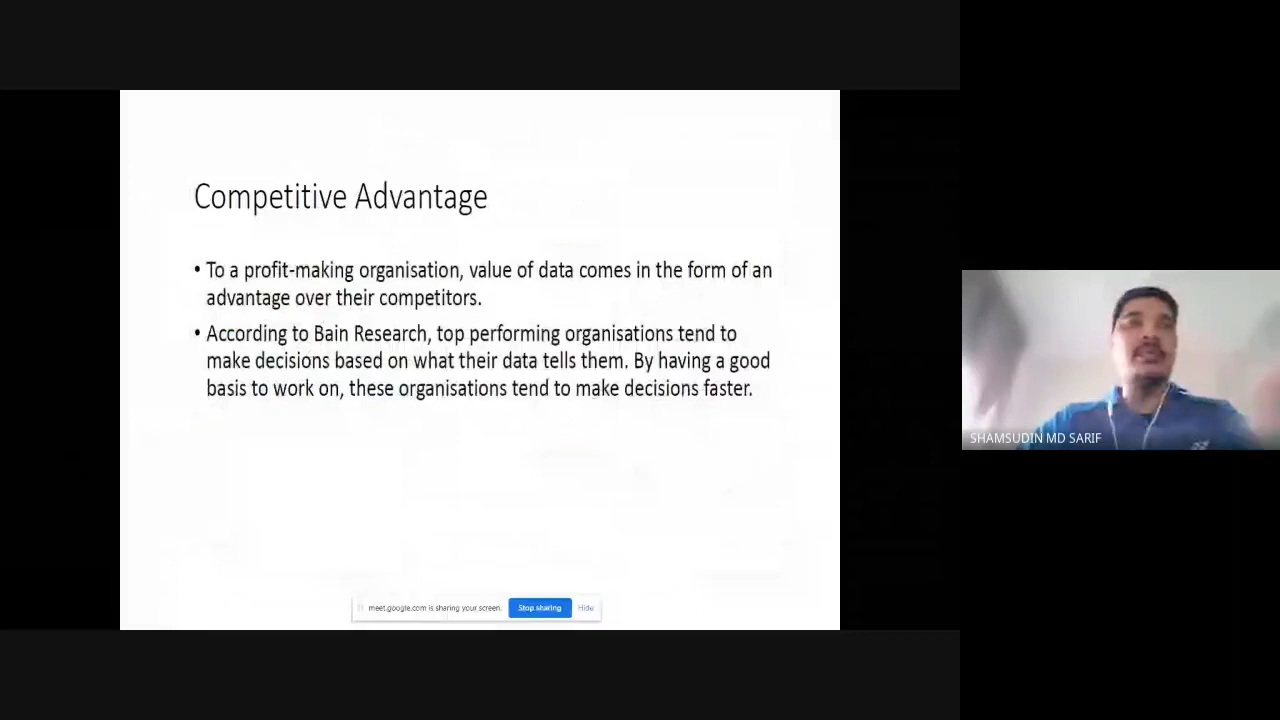 Competitive Advantage
• To a profit-making organisation, value of data comes in the form of an
advantage over their competitors.
• According to Bain Research, top performing organisations tend to
make decisions based on what their data tells them. By having a good
basis to work on, these organisations tend to make decisions faster.
meet.google.com is sharing your screen. Stop sharing Hide
SHAMSUDIN MD SARIF